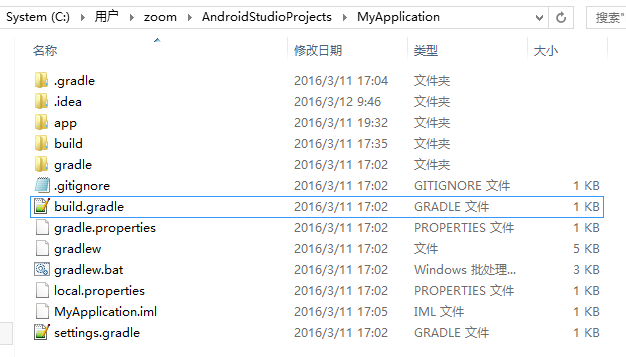 System (C:) 用户 zoom AndroidStudioProjects MyApplication 搜索"
名称 修改日期 类型 大小
.gradle 2016/3/11 17:04 文件夹
.idea 2016/3/12 9:46 文件夹
app 2016/3/11 19:32 文件夹
build 2016/3/11 17:35 文件夹
gradle 2016/3/11 17:02 文件夹
.gitignore 2016/3/11 17:02 GITIGNORE 文件 1 KB
build.gradle 2016/3/11 17:02 GRADLE 文件 1 KB
gradle.properties 2016/3/11 17:02 PROPERTIES 文件 1 KB
gradlew 2016/3/11 17:02 文件 5 KB
gradlew.bat 2016/3/11 17:02 Windows 批处理... 3 KB
local.properties 2016/3/11 17:02 PROPERTIES 文件 1 KB
MyApplication.iml 2016/3/11 17:05 IML 文件 1 KB
settings.gradle 2016/3/11 17:02 GRADLE 文件 1 KB